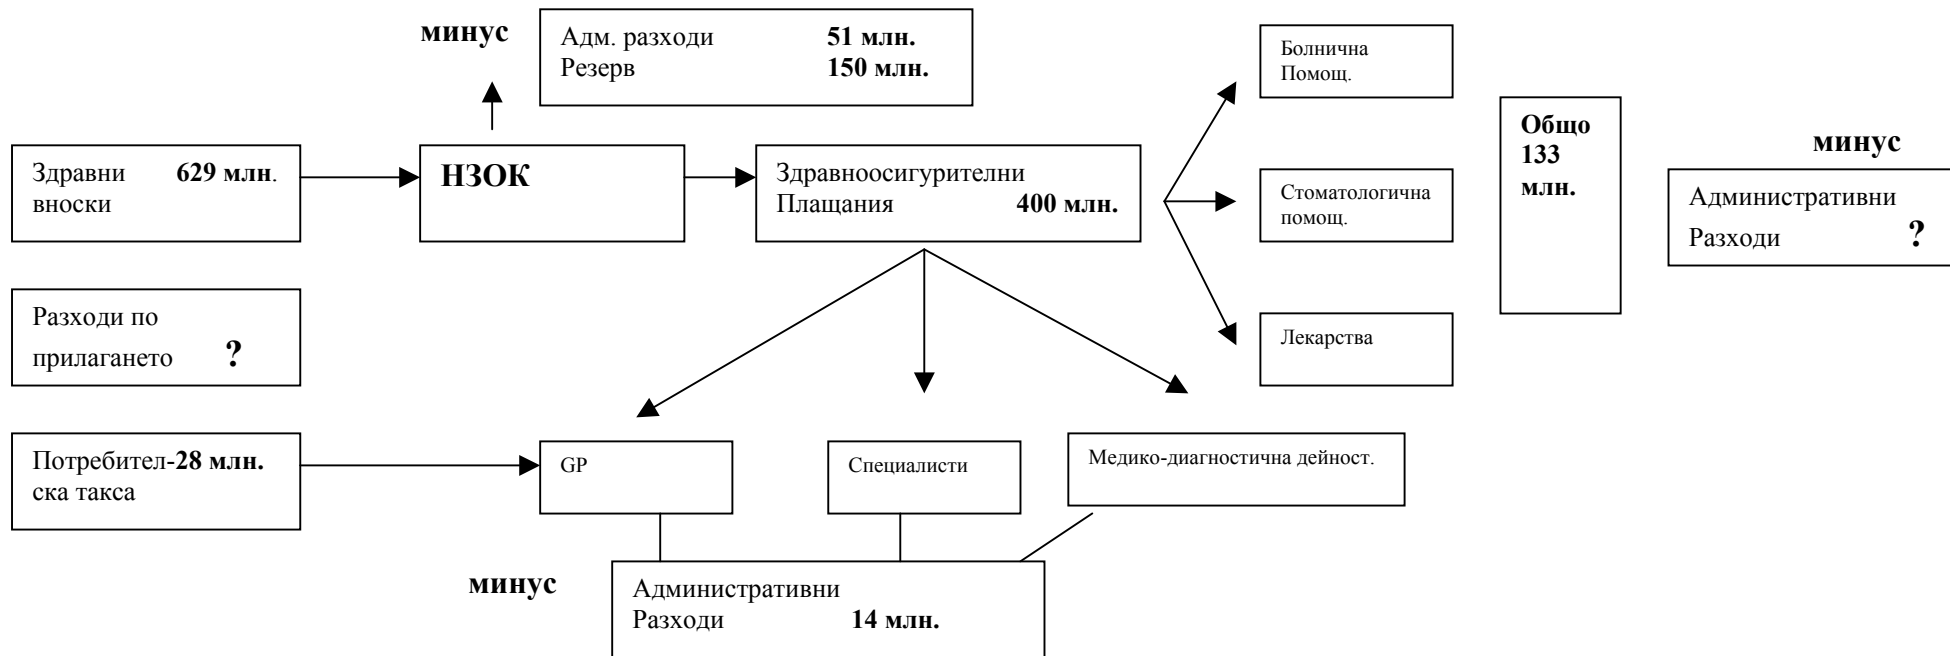 минус
Адм. разходи 51 млн.
Резерв 150 млн.
Болнична
Помощ.
Общо
133
млн.
минус
Здравни 629 млн.
вноски
НЗОК
Здравноосигурителни
Плащания 400 млн.
Стоматологична
помощ.
Административни
Разходи ?
Разходи по
прилагането ?
Лекарства
Потребител-28 млн.
ска такса
GP
Специалисти
Медико-диагностична дейност.
минус
Административни
Разходи 14 млн.